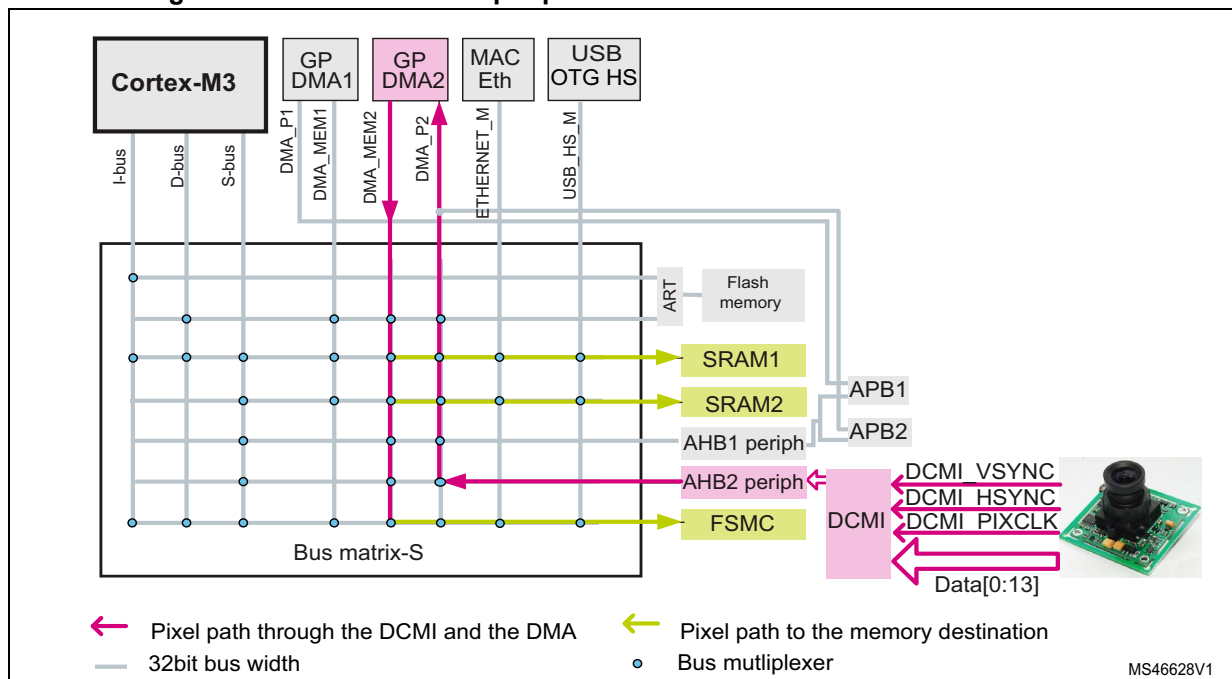 Cortex-M3
GP
DMA1
GP
DMA2
MAC
Eth
USB
OTG HS
I-bus
D-bus
S-bus
DMA_P1
DMA_MEM1
DMA_MEM2
DMA_P2
ETHERNET_M
USB_HS_M
ART
Flash
memory
SRAM1
SRAM2
AHB1 periph
AHB2 periph
FSMC
APB1
APB2
DCMI
DCMI_VSYNC
DCMI_HSYNC
DCMI_PIXCLK
Data[0:13]
Bus matrix-S
Pixel path through the DCMI and the DMA
Pixel path to the memory destination
32bit bus width
Bus mutliplexer
MS46628V1